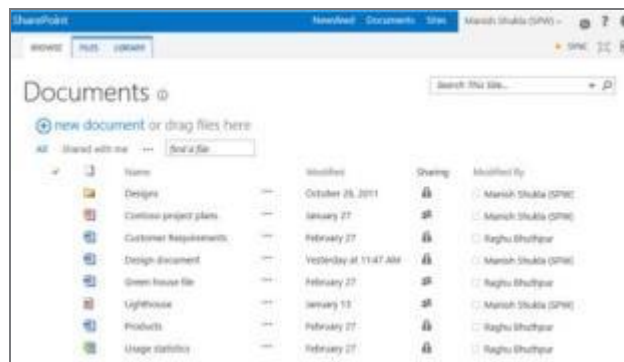 SharePoint Newsfeed Documents Sites Manish Shukla (SPW) ?
BROWSE FILES LIBRARY SYNC
Documents
Search This Site...
new document or drag files here
All Shared with me ... find a file
Name Modified Sharing Modified By
Designs ... October 28, 2011 Manish Shukla (SPW)
Contoso project plans ... January 27 Manish Shukla (SPW)
Customer Requirements ... February 27 Raghu Bhuthpur
Design document ... Yesterday at 11:47 AM Manish Shukla (SPW)
Green house file ... February 27 Raghu Bhuthpur
Lighthouse ... January 13 Manish Shukla (SPW)
Products ... February 27 Raghu Bhuthpur
Usage statistics ... February 27 Raghu Bhuthpur